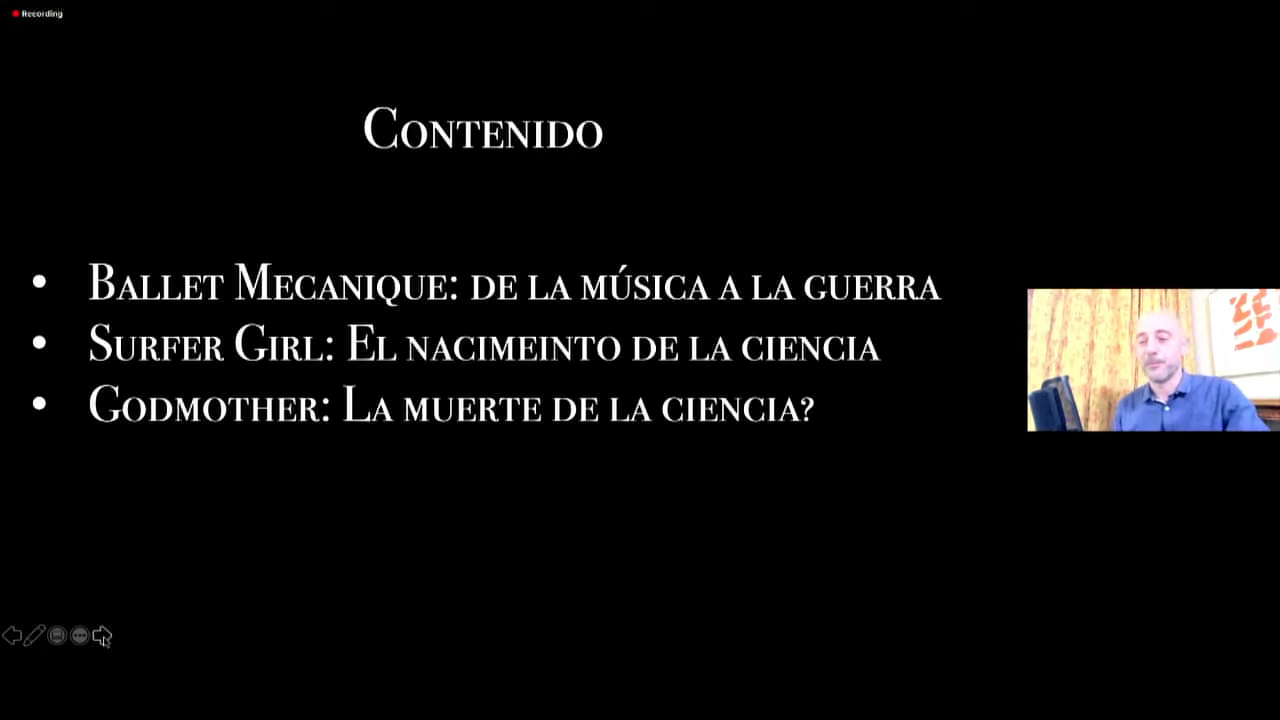 Recording
Contenido
• Ballet Mecanique: de la música a la guerra
• Surfer Girl: El nacimeinto de la ciencia
• Godmother: La muerte de la ciencia?